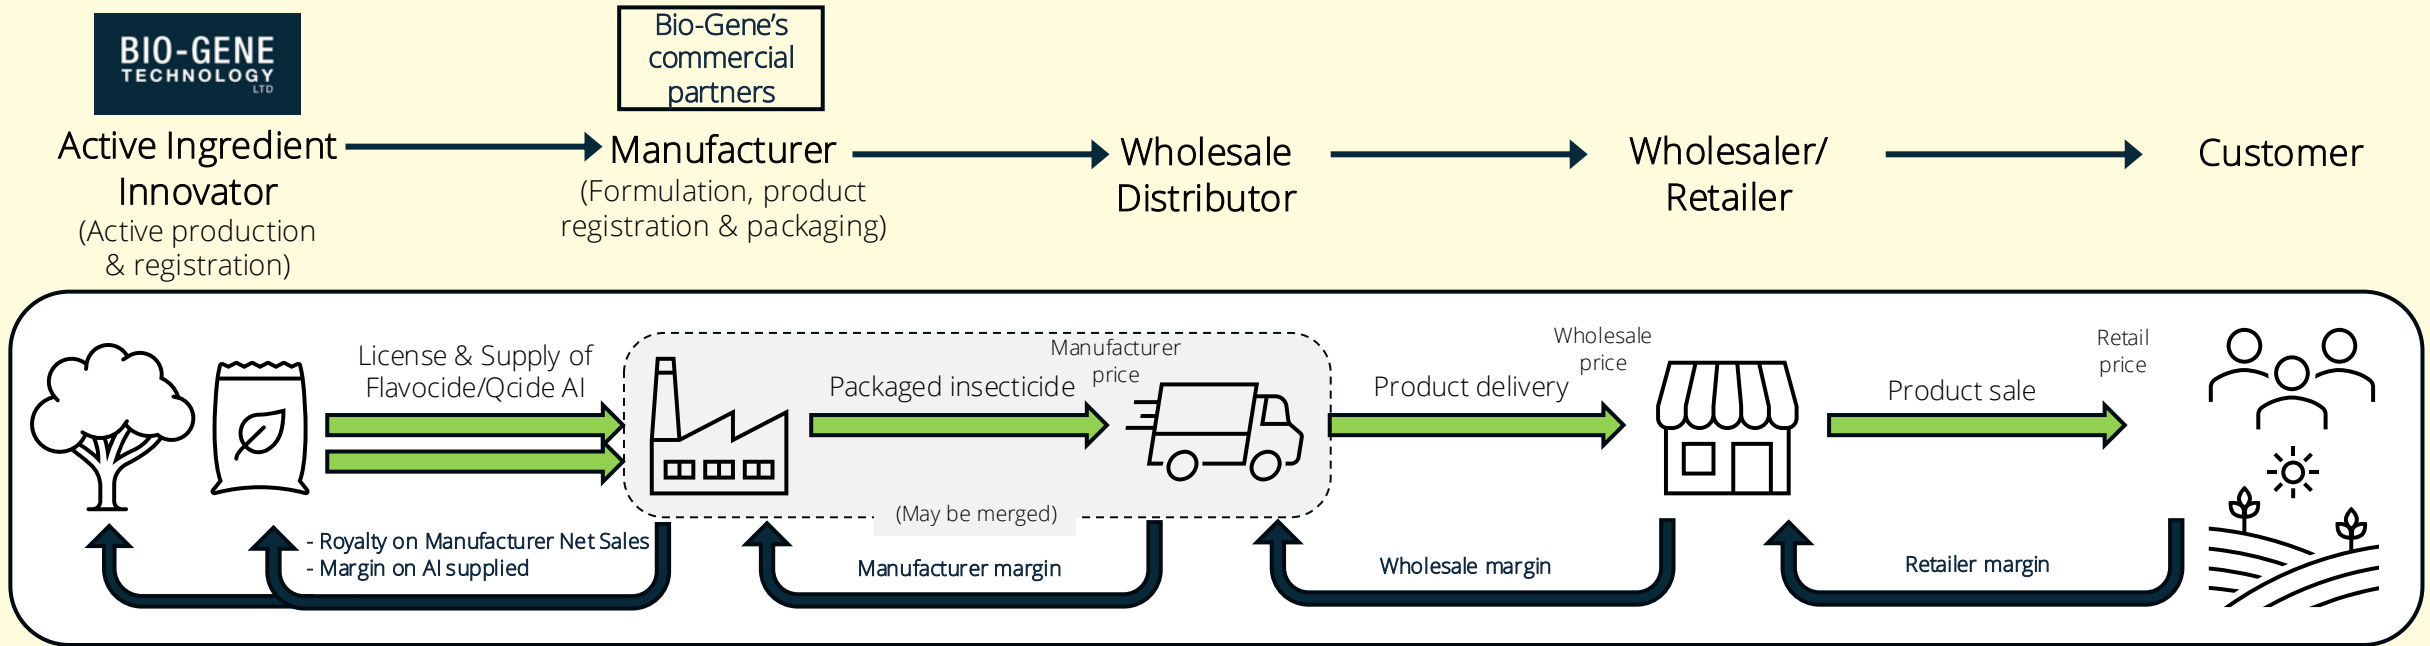 BIO-GENE
TECHNOLOGY
LTD
Bio-Gene's
commercial
partners
Active Ingredient
Innovator
(Active production
& registration)
Manufacturer
(Formulation, product
registration & packaging)
Wholesale
Distributor
Wholesaler/
Retailer
Customer
License & Supply of
Flavocide/Qcide AI
Packaged insecticide
Manufacturer
price
Product delivery
Wholesale
price
Product sale
Retail
price
(May be merged)
- Royalty on Manufacturer Net Sales
- Margin on AI supplied
Manufacturer margin
Wholesale margin
Retailer margin